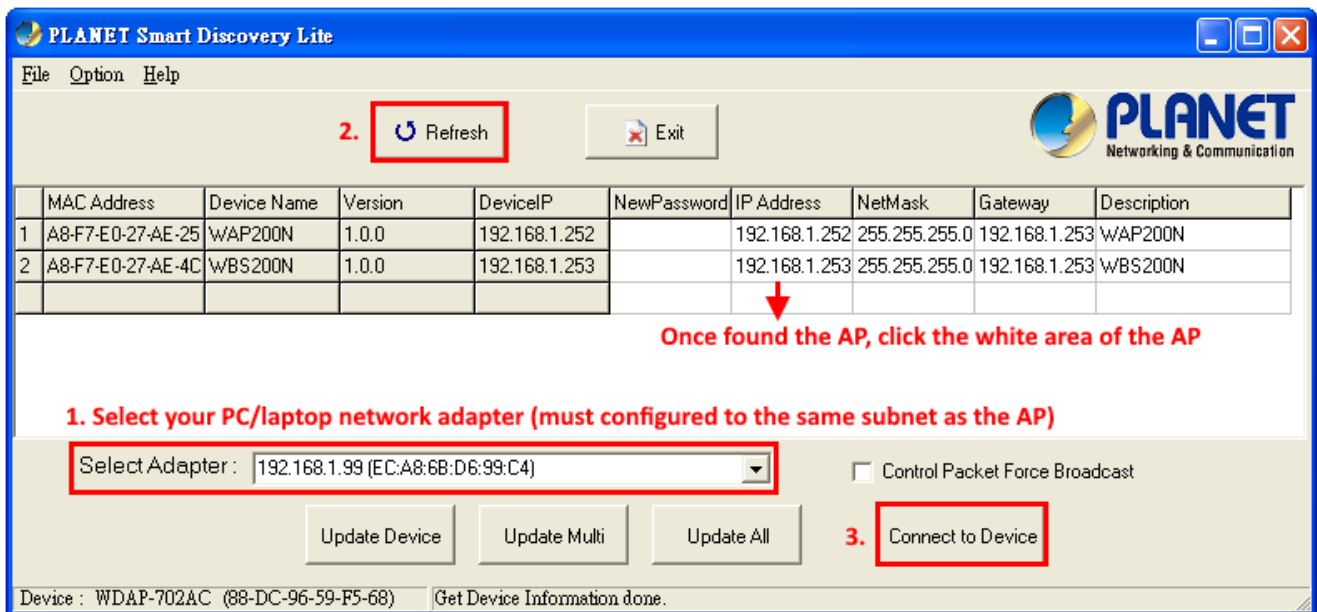 PLANET Smart Discovery Lite
File Option Help
2. Refresh Exit
PLANET
Networking & Communication
MAC Address Device Name Version DeviceIP NewPassword IP Address NetMask Gateway Description
1 A8-F7-E0-27-AE-25 WAP200N 1.0.0 192.168.1.252 192.168.1.252 255.255.255.0 192.168.1.253 WAP200N
2 A8-F7-E0-27-AE-4C WBS200N 1.0.0 192.168.1.253 192.168.1.253 255.255.255.0 192.168.1.253 WBS200N
Once found the AP, click the white area of the AP
1. Select your PC/laptop network adapter (must configured to the same subnet as the AP)
Select Adapter : 192.168.1.99 (EC:A8:6B:D6:99:C4) Control Packet Force Broadcast
Update Device Update Multi Update All 3. Connect to Device
Device : WDAP-702AC (88-DC-96-59-F5-68) Get Device Information done.